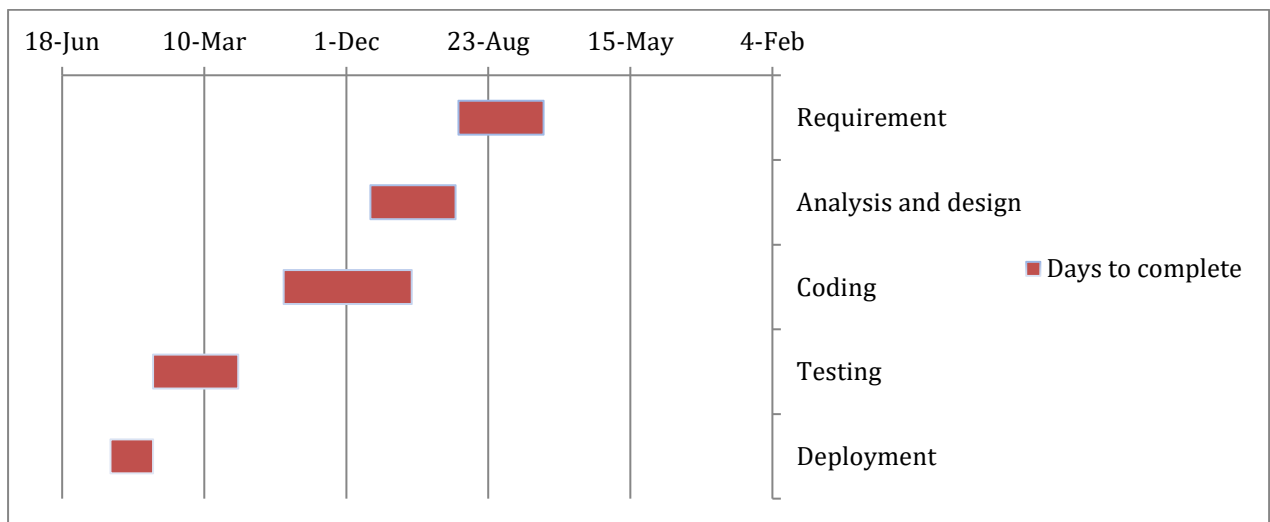 18-Jun 10-Mar 1-Dec 23-Aug 15-May 4-Feb
Requirement
Analysis and design
Coding
Days to complete
Testing
Deployment